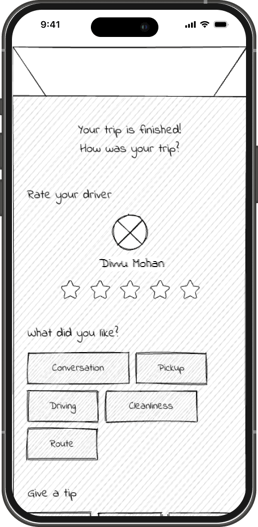 9:41
Your trip is finished!
How was your trip?
Rate your driver
Divvu Mohan
What did you like?
Conversation
Pickup
Driving
Cleanliness
Route
Give a tip